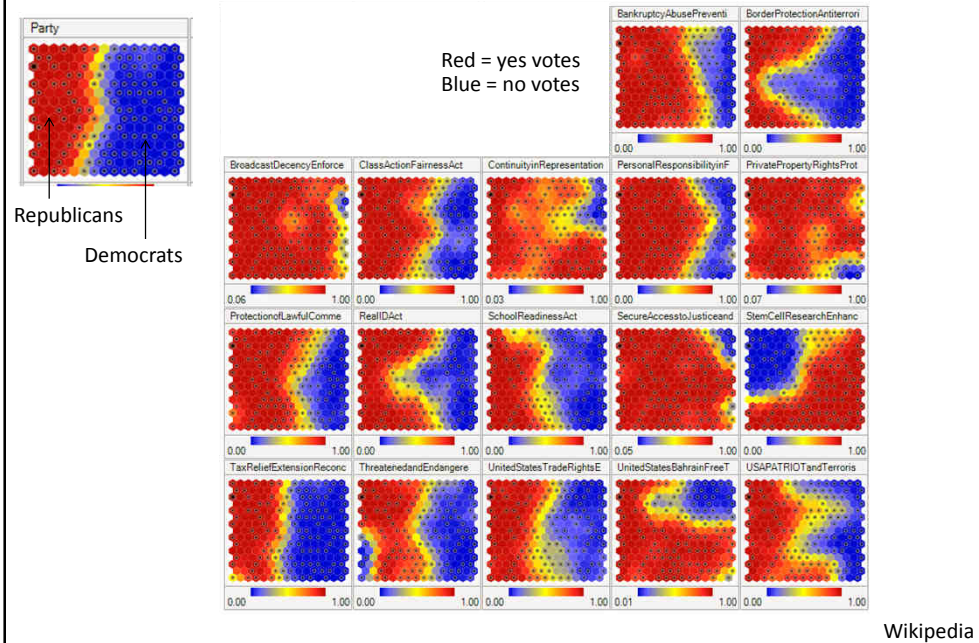 Party
Republicans
Democrats
Red = yes votes
Blue = no votes
BankruptcyAbusePreventi
BorderProtectionAntiterrori
0.00 1.00
0.00 1.00
BroadcastDecencyEnforce
ClassActionFairnessAct
ContinuityinRepresentation
PersonalResponsibilityinF
PrivatePropertyRightsProt
0.06 1.00
0.00 1.00
0.03 1.00
0.00 1.00
0.07 1.00
ProtectionofLawfulComme
RealIDAct
SchoolReadinessAct
SecureAccesstoJusticeand
StemCellResearchEnhanc
0.00 1.00
0.00 1.00
0.00 1.00
0.05 1.00
0.00 1.00
TaxReliefExtensionReconc
ThreatenedandEndangere
UnitedStatesTradeRightsE
UnitedStatesBahrainFreeT
USAPATRIOTandTerroris
0.00 1.00
0.00 1.00
0.00 1.00
0.01 1.00
0.00 1.00
Wikipedia